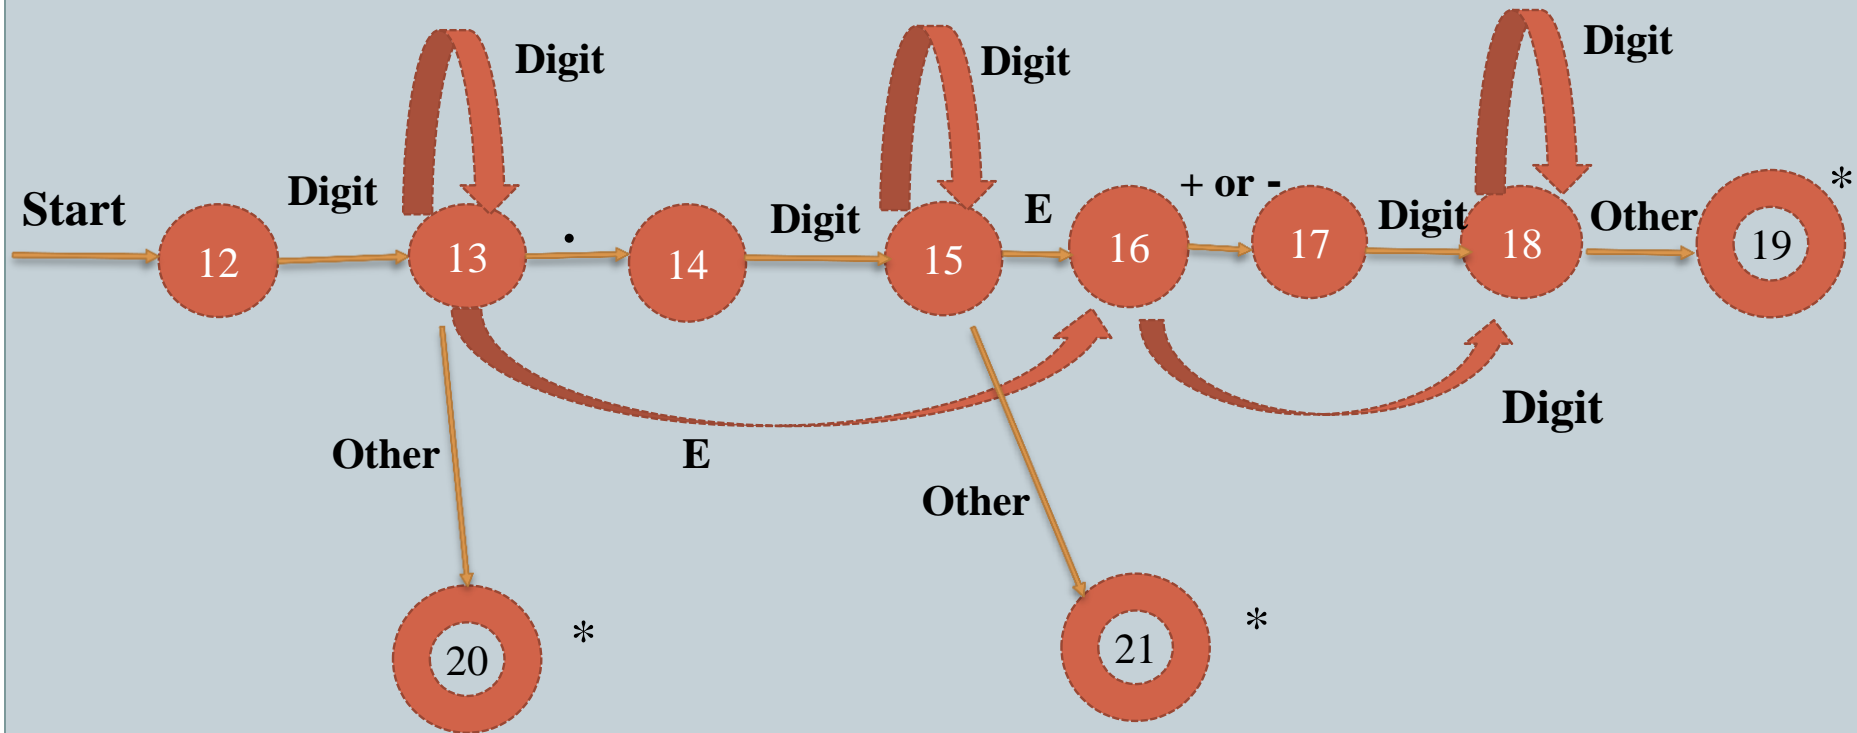 Digit
Digit
Digit
Start
Digit
.
Digit
E
+ or -
Digit
Other
*
12
13
14
15
16
17
18
19
Other
E
Other
Digit
20
*
21
*